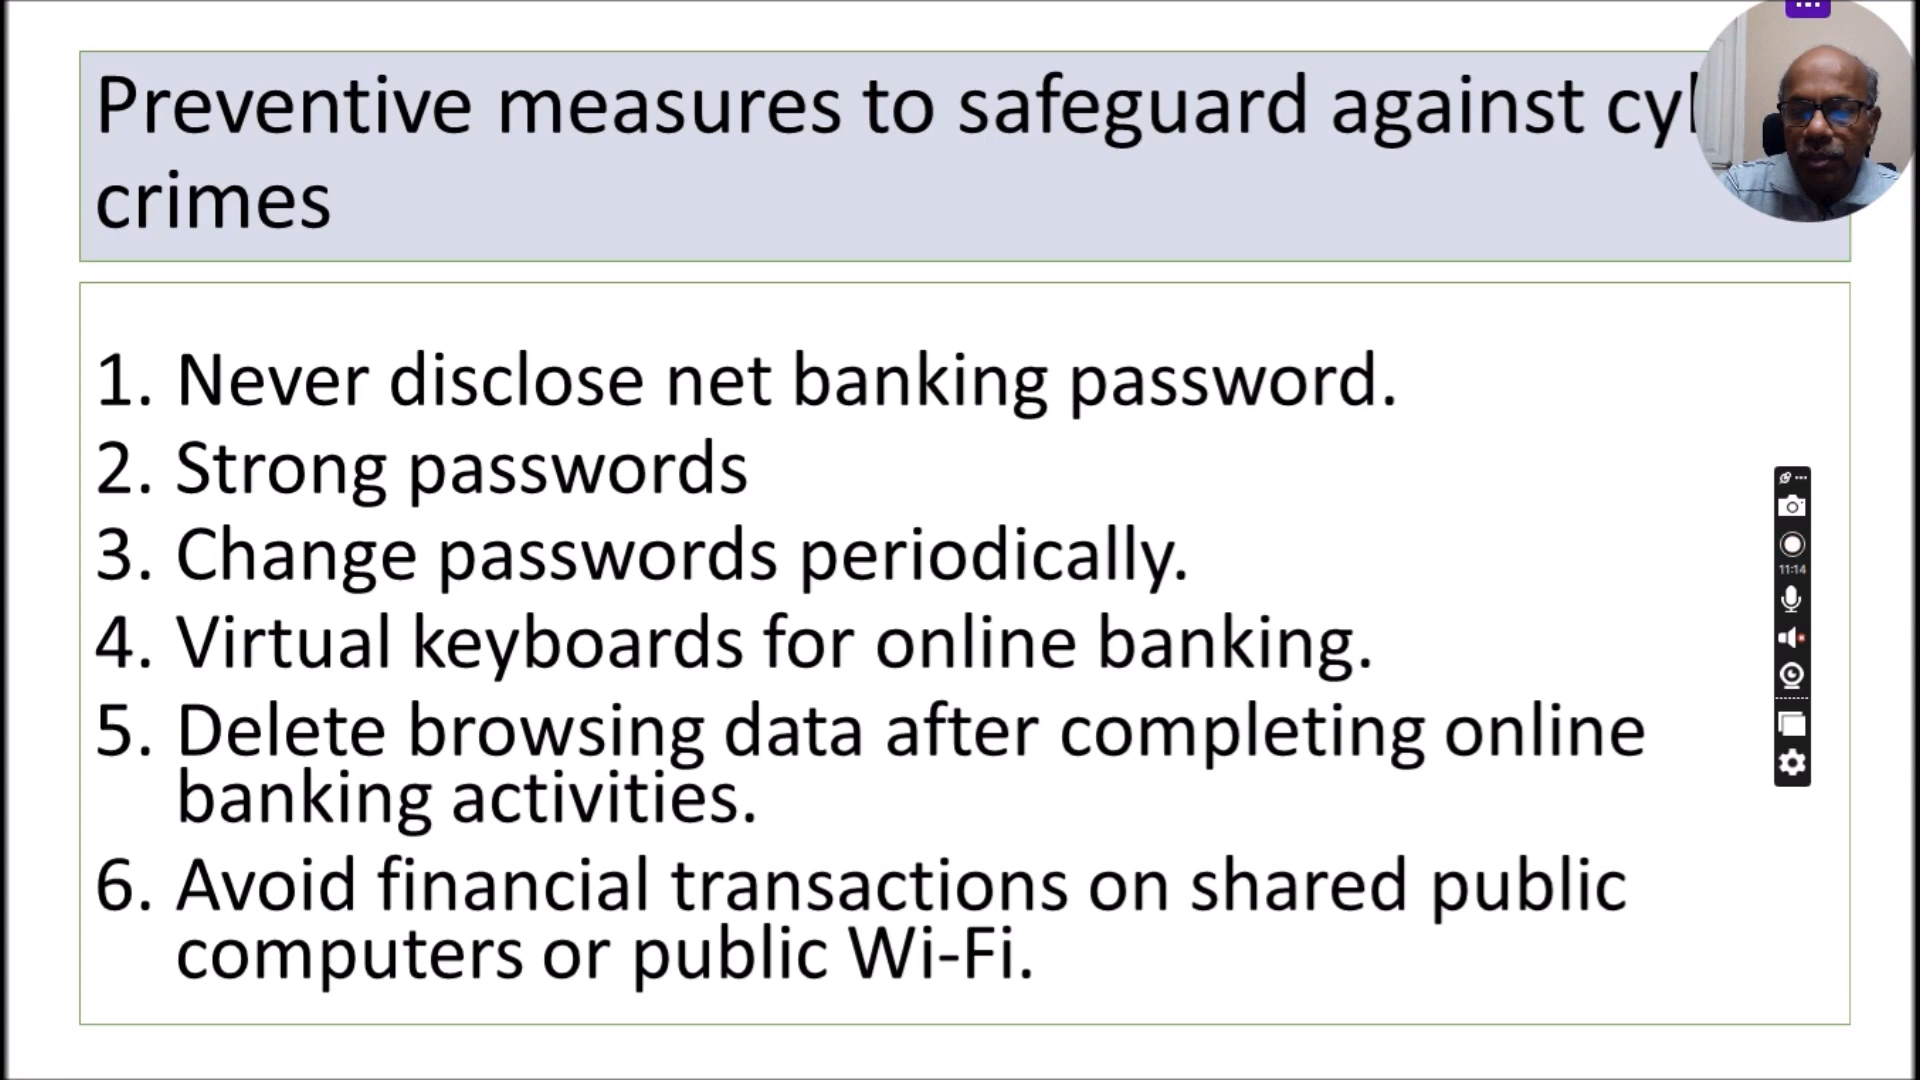 Preventive measures to safeguard against
crimes
1. Never disclose net banking password.
2. Strong passwords
3. Change passwords periodically.
4. Virtual keyboards for online banking.
5. Delete browsing data after completing online
banking activities.
6. Avoid financial transactions on shared public
computers or public Wi-Fi.
11:14